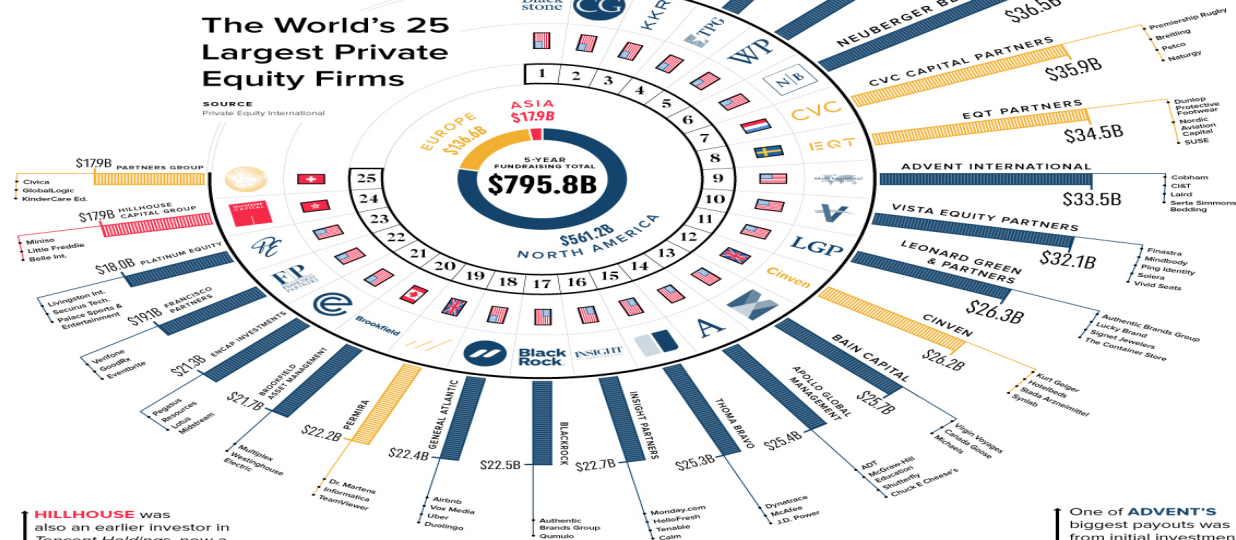 The World's 25
Largest Private
Equity Firms
SOURCE
Private Equity International
Black
stone
CG
KKR
TPG
WP
N|B
CVC
EQT
LGP
Cinven
A
INSIGHT
PARTNERS
Black
Rock
Brookfield
FP
FRANCISCO
PARTNERS
HILLHOUSE
CAPITAL
1
2
3
4
5
6
7
8
9
10
11
12
13
14
15
16
17
18
19
20
21
22
23
24
25
ASIA
$17.9B
EUROPE
$136.6B
5-YEAR
FUNDRAISING TOTAL
$795.8B
$561.2B
NORTH AMERICA
$36.5B
CVC CAPITAL PARTNERS
$35.9B
Premiership Rugby
Breitling
Petco
Naturgy
EQT PARTNERS
$34.5B
Dunlop
Protective
Footwear
Nordic
Aviation
Capital
SUSE
ADVENT INTERNATIONAL
$33.5B
Cobham
CI&T
Laird
Serta Simmons
Bedding
VISTA EQUITY PARTNERS
$32.1B
Finastra
Mindbody
Ping Identity
Solera
Vivid Seats
LEONARD GREEN
& PARTNERS
$26.3B
Authentic Brands Group
Lucky Brand
Signet Jewelers
The Container Store
CINVEN
$26.2B
Kurt Geiger
Hotelbeds
Stada Arzneimittel
Synlab
BAIN CAPITAL
$25.7B
Virgin Voyages
Canada Goose
Michaels
APOLLO GLOBAL
MANAGEMENT
$25.4B
ADT
McGraw-Hill
Education
Shutterfly
Chuck E Cheese's
THOMA BRAVO
$25.3B
Dynatrace
McAfee
J.D. Power
INSIGHT PARTNERS
$22.7B
Monday.com
HelloFresh
Tenable
Calm
BLACKROCK
$22.5B
Authentic
Brands Group
Qumulo
GENERAL ATLANTIC
$22.4B
Airbnb
Vox Media
Uber
Duolingo
PERMIRA
$22.2B
Dr. Martens
Informatica
TeamViewer
BROOKFIELD
ASSET MANAGEMENT
$21.7B
Multiplex
Westinghouse
Electric
ENCAP INVESTMENTS
$21.3B
Pegasus
Resources
Lotus
Midstream
FRANCISCO
PARTNERS
$19.1B
Verifone
GoodRx
Eventbrite
PLATINUM EQUITY
$18.0B
Livingston Int.
Securus Tech.
Palace Sports &
Entertainment
HILLHOUSE
CAPITAL GROUP
$17.9B
Miniso
Little Freddie
Belle Int.
PARTNERS GROUP
$17.9B
Civica
GlobalLogic
KinderCare Ed.
HILLHOUSE was
also an earlier investor in
One of ADVENT'S
biggest payouts was